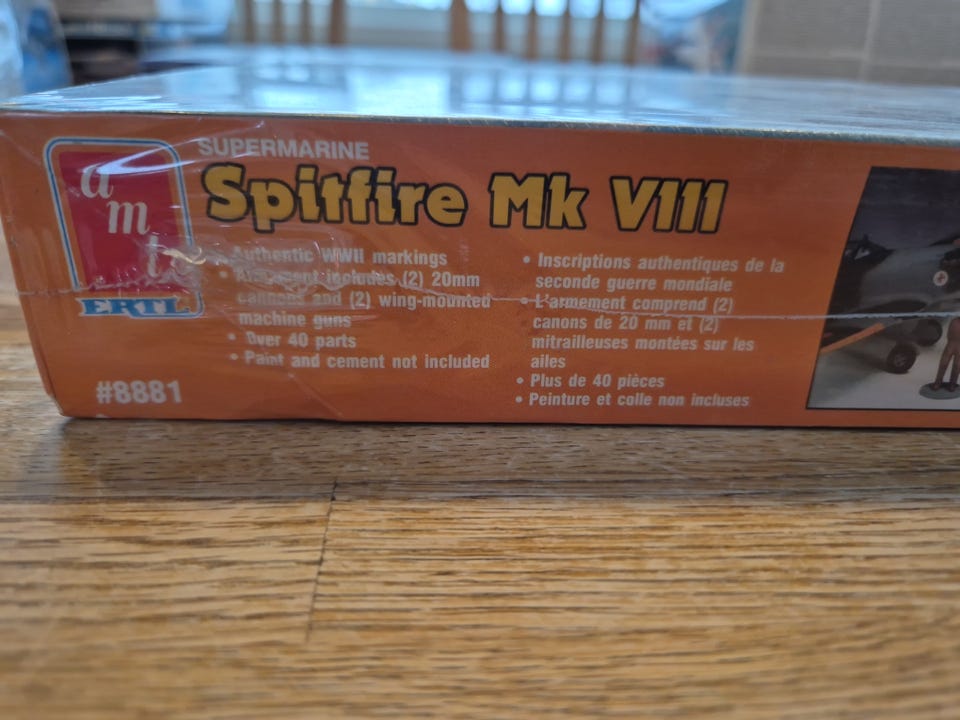 a
m
t
ERTL
#8881
SUPERMARINE
Spitfire Mk VIII
• Authentic WWII markings
• Armament includes (2) 20mm
cannons and (2) wing-mounted
machine guns
• Over 40 parts
• Paint and cement not included
• Inscriptions authentiques de la
seconde guerre mondiale
• L'armement comprend (2)
canons de 20 mm et (2)
mitrailleuses montées sur les
ailes
• Plus de 40 pièces
• Peinture et colle non incluses